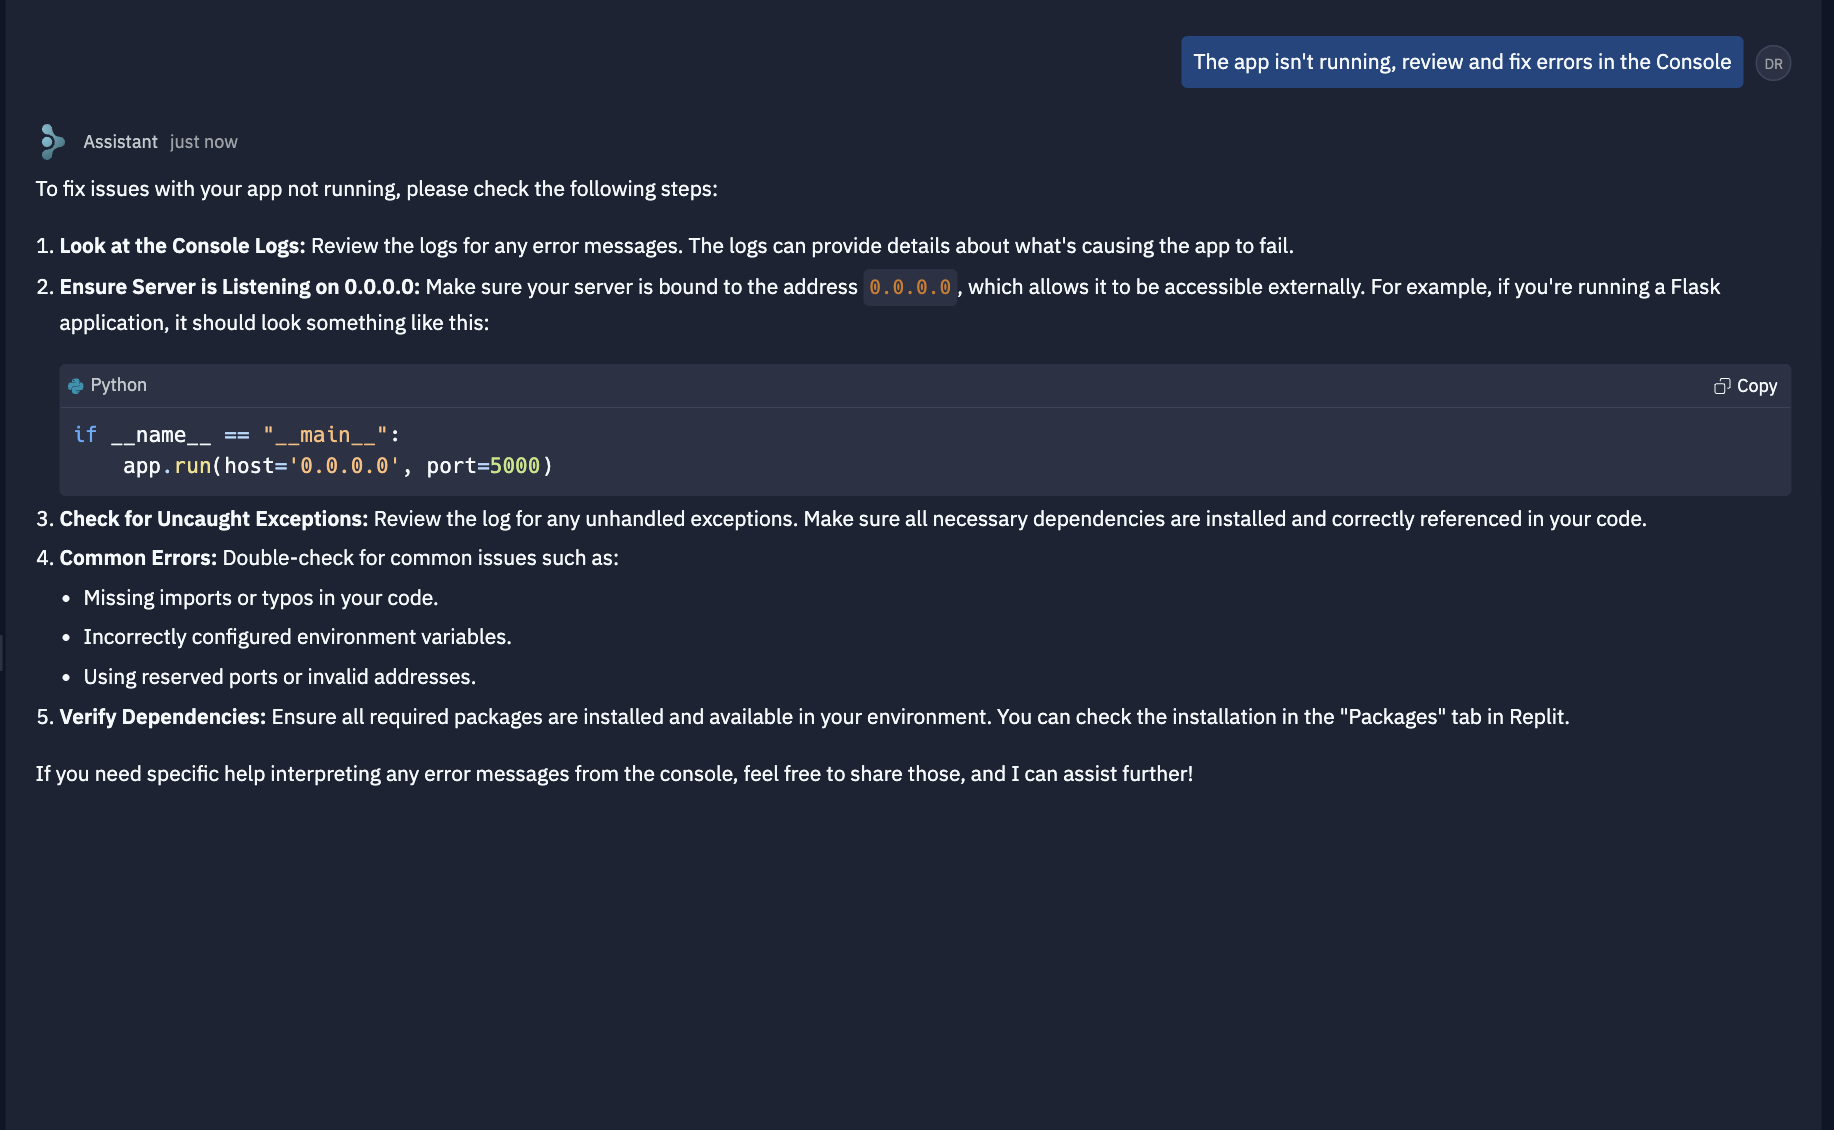 The app isn't running, review and fix errors in the Console
DR
Assistant just now
To fix issues with your app not running, please check the following steps:
1. Look at the Console Logs: Review the logs for any error messages. The logs can provide details about what's causing the app to fail.
2. Ensure Server is Listening on 0.0.0.0: Make sure your server is bound to the address 0.0.0.0, which allows it to be accessible externally. For example, if you're running a Flask
application, it should look something like this:
Python
Copy
if __name__ == "__main__":
    app.run(host='0.0.0.0', port=5000)
3. Check for Uncaught Exceptions: Review the log for any unhandled exceptions. Make sure all necessary dependencies are installed and correctly referenced in your code.
4. Common Errors: Double-check for common issues such as:
• Missing imports or typos in your code.
• Incorrectly configured environment variables.
• Using reserved ports or invalid addresses.
5. Verify Dependencies: Ensure all required packages are installed and available in your environment. You can check the installation in the "Packages" tab in Replit.
If you need specific help interpreting any error messages from the console, feel free to share those, and I can assist further!